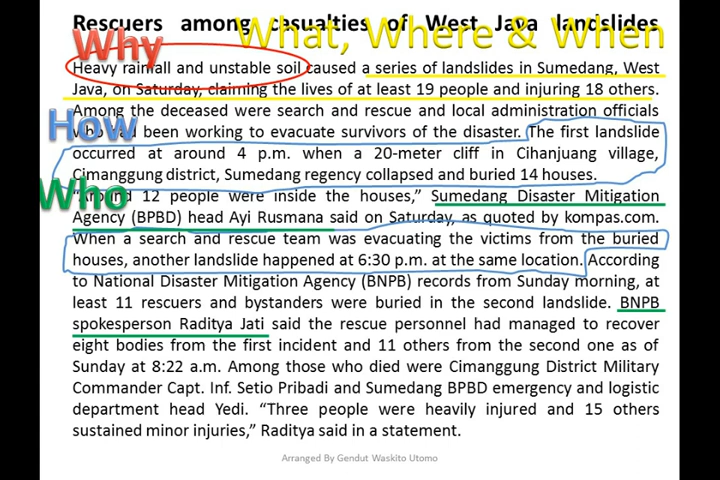 Rescuers among casualties of West Java landslides
Why
What, Where & When
Heavy rainfall and unstable soil caused a series of landslides in Sumedang, West
Java, on Saturday, claiming the lives of at least 19 people and injuring 18 others.
Among the deceased were search and rescue and local administration officials
How
who had been working to evacuate survivors of the disaster. The first landslide
occurred at around 4 p.m. when a 20-meter cliff in Cihanjuang village,
Cimanggung district, Sumedang regency collapsed and buried 14 houses.
Who
"Around 12 people were inside the houses," Sumedang Disaster Mitigation
Agency (BPBD) head Ayi Rusmana said on Saturday, as quoted by kompas.com.
When a search and rescue team was evacuating the victims from the buried
houses, another landslide happened at 6:30 p.m. at the same location. According
to National Disaster Mitigation Agency (BNPB) records from Sunday morning, at
least 11 rescuers and bystanders were buried in the second landslide. BNPB
spokesperson Raditya Jati said the rescue personnel had managed to recover
eight bodies from the first incident and 11 others from the second one as of
Sunday at 8:22 a.m. Among those who died were Cimanggung District Military
Commander Capt. Inf. Setio Pribadi and Sumedang BPBD emergency and logistic
department head Yedi. "Three people were heavily injured and 15 others
sustained minor injuries," Raditya said in a statement.
Arranged By Gendut Waskito Utomo